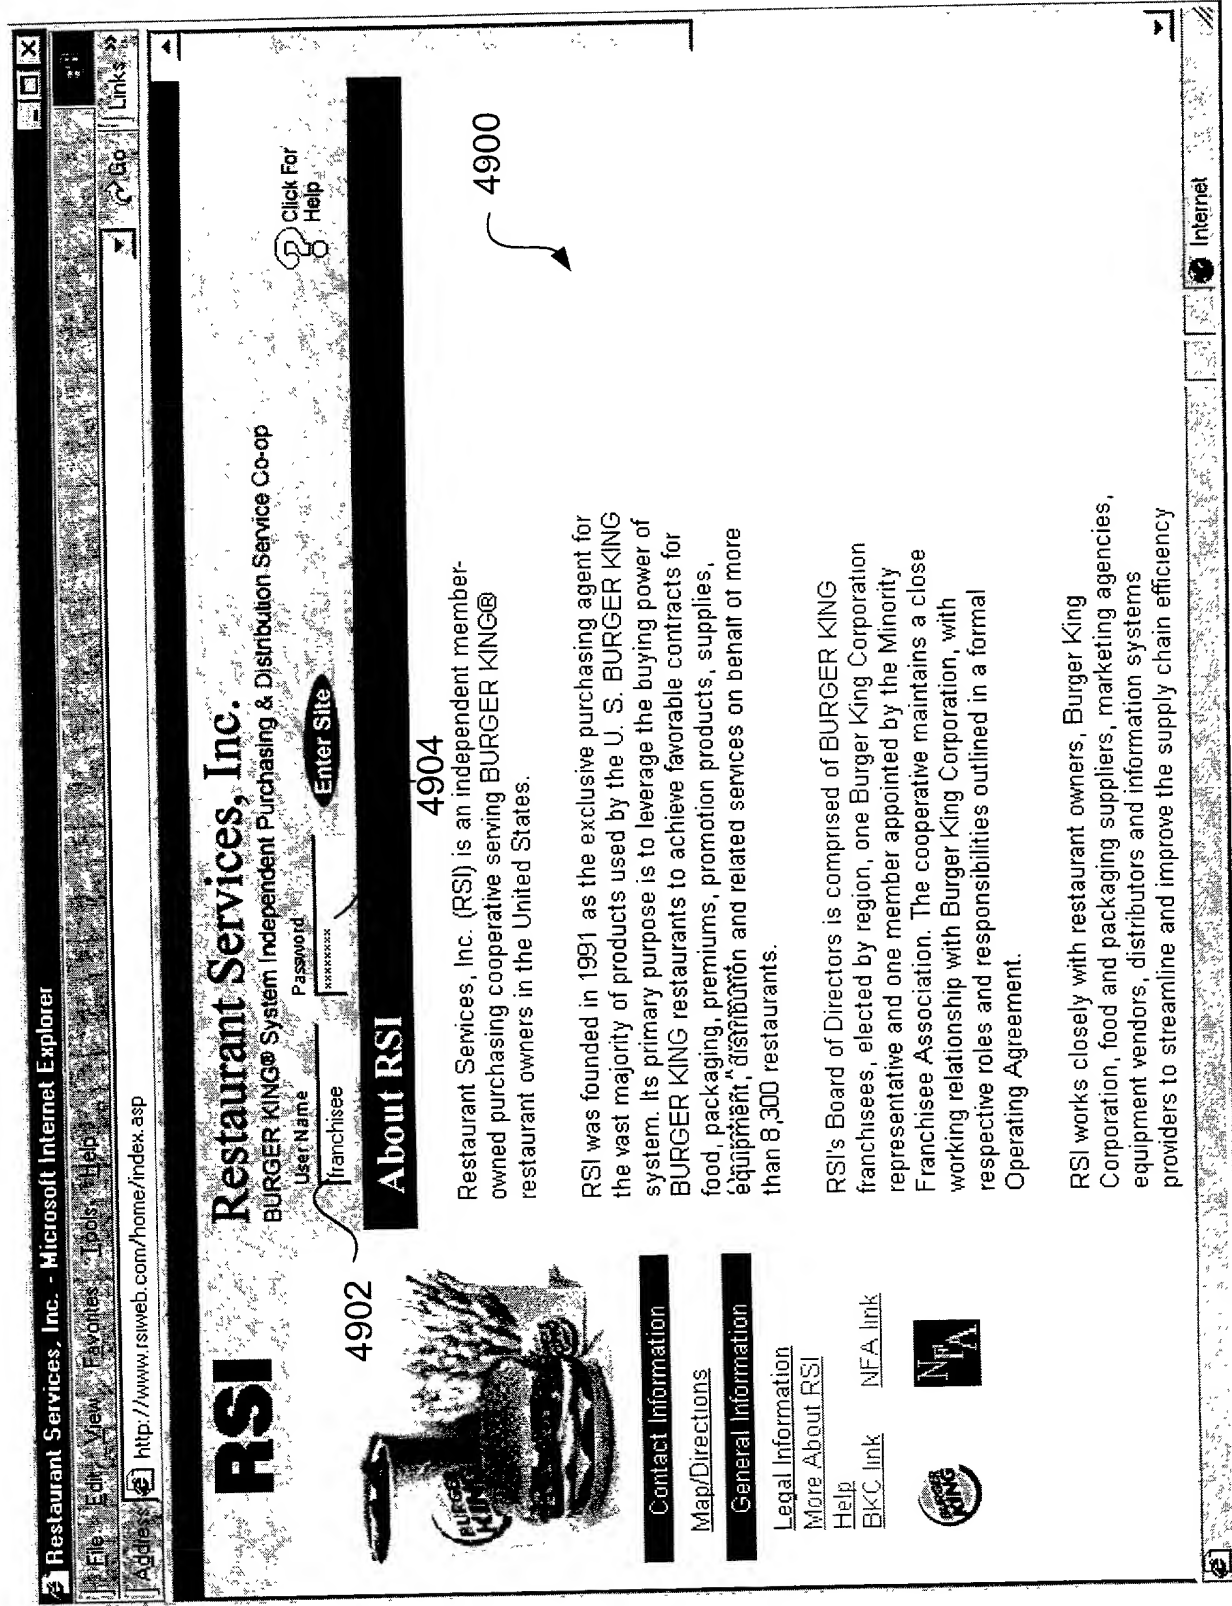 Restaurant Services, Inc. - Microsoft Internet Explorer
File Edit View Favorites Tools Help
Address http://www.rsiweb.com/home/index.asp Go Links »
RSI
Restaurant Services, Inc.
BURGER KING® System Independent Purchasing & Distribution Service Co-op
User Name Password
franchisee xxxxxxxxx Enter Site
Click For
Help
4902
4904
4900
About RSI
BURGER
KING
Contact Information
Map/Directions
General Information
Legal Information
More About RSI
Help
BKC link NFA link
BURGER
KING
NFA
Restaurant Services, Inc. (RSI) is an independent member-
owned purchasing cooperative serving BURGER KING®
restaurant owners in the United States.
RSI was founded in 1991 as the exclusive purchasing agent for
the vast majority of products used by the U. S. BURGER KING
system. Its primary purpose is to leverage the buying power of
BURGER KING restaurants to achieve favorable contracts for
food, packaging, premiums, promotion products, supplies,
equipment, distribution and related services on behalf of more
than 8,300 restaurants.
RSI's Board of Directors is comprised of BURGER KING
franchisees, elected by region, one Burger King Corporation
representative and one member appointed by the Minority
Franchisee Association. The cooperative maintains a close
working relationship with Burger King Corporation, with
respective roles and responsibilities outlined in a formal
Operating Agreement.
RSI works closely with restaurant owners, Burger King
Corporation, food and packaging suppliers, marketing agencies,
equipment vendors, distributors and information systems
providers to streamline and improve the supply chain efficiency
Internet